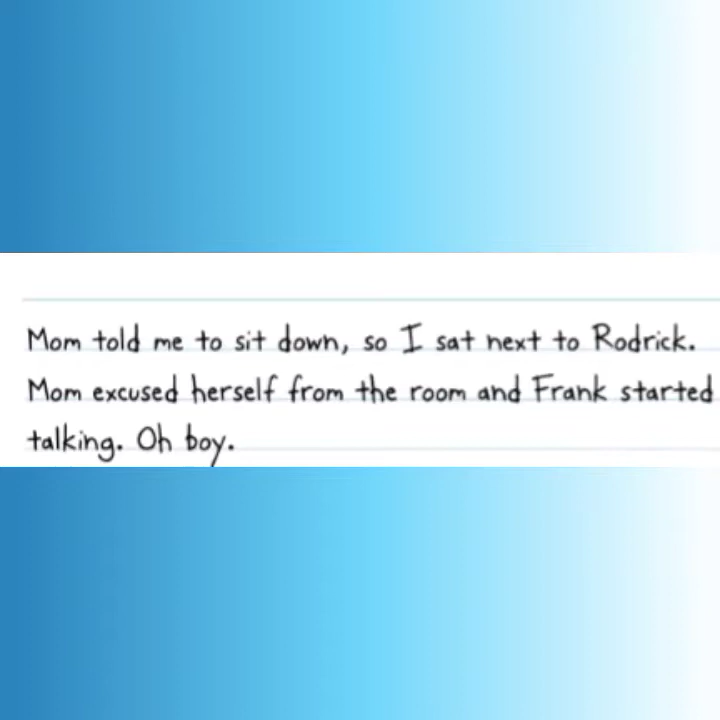 Mom told me to sit down, so I sat next to Rodrick.
Mom excused herself from the room and Frank started
talking. Oh boy.